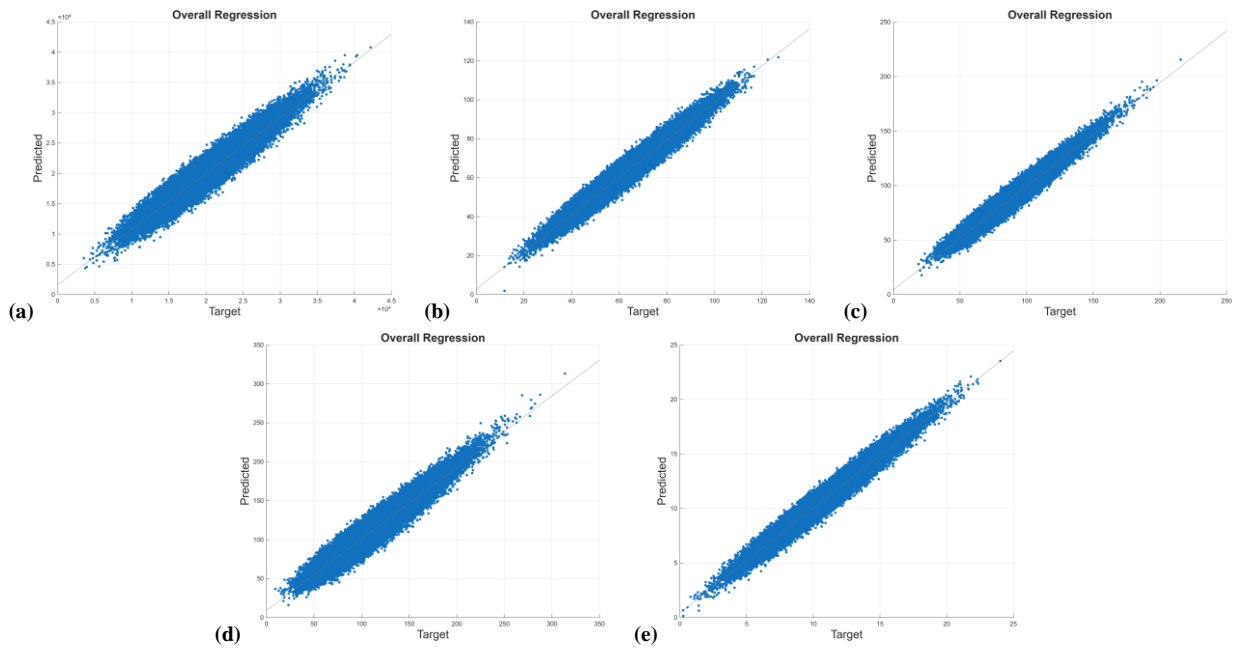 Overall Regression
×10⁴
4.5
4
3.5
3
2.5
2
1.5
1
0.5
0
Predicted
0 0.5 1 1.5 2 2.5 3 3.5 4 4.5
×10⁴
Target
(a)
Overall Regression
140
120
100
80
60
40
20
0
Predicted
0 20 40 60 80 100 120 140
Target
(b)
Overall Regression
250
200
150
100
50
0
Predicted
0 50 100 150 200 250
Target
(c)
Overall Regression
350
300
250
200
150
100
50
0
Predicted
0 50 100 150 200 250 300 350
Target
(d)
Overall Regression
25
20
15
10
5
0
Predicted
0 5 10 15 20 25
Target
(e)